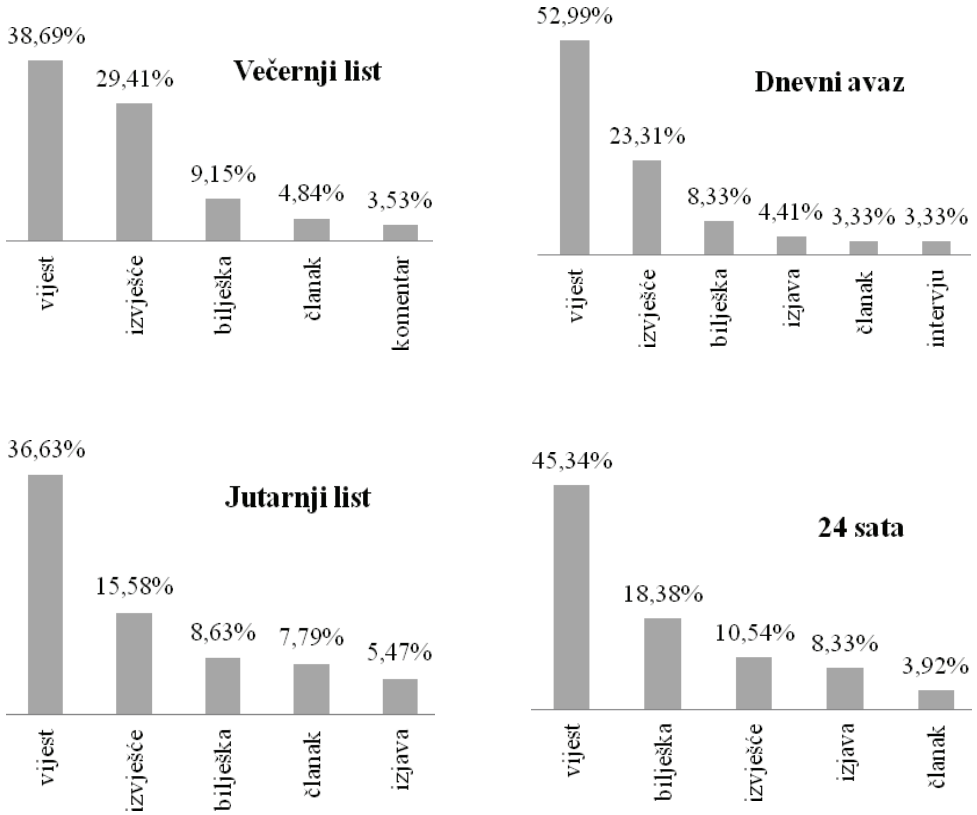 38,69%
29,41%
9,15%
4,84%
3,53%
Večernji list
vijest
izvješće
bilješka
članak
komentar
52,99%
23,31%
8,33%
4,41%
3,33%
3,33%
Dnevni avaz
vijest
izvješće
bilješka
izjava
članak
intervju
36,63%
15,58%
8,63%
7,79%
5,47%
Jutarnji list
vijest
izvješće
bilješka
članak
izjava
45,34%
18,38%
10,54%
8,33%
3,92%
24 sata
vijest
bilješka
izvješće
izjava
članak